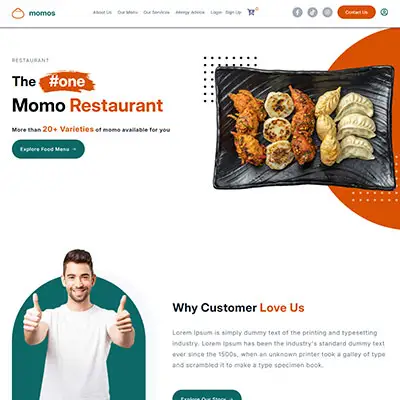 momos
About Us Our Menu Our Services Allergy Advice Login Sign Up
Contact Us
RESTAURANT
The #one
Momo Restaurant
More than 20+ Varieties of momo available for you
Explore Food Menu →
Why Customer Love Us
Lorem Ipsum is simply dummy text of the printing and typesetting
industry. Lorem Ipsum has been the industry's standard dummy text
ever since the 1500s, when an unknown printer took a galley of type
and scrambled it to make a type specimen book.
Explore Our Story →